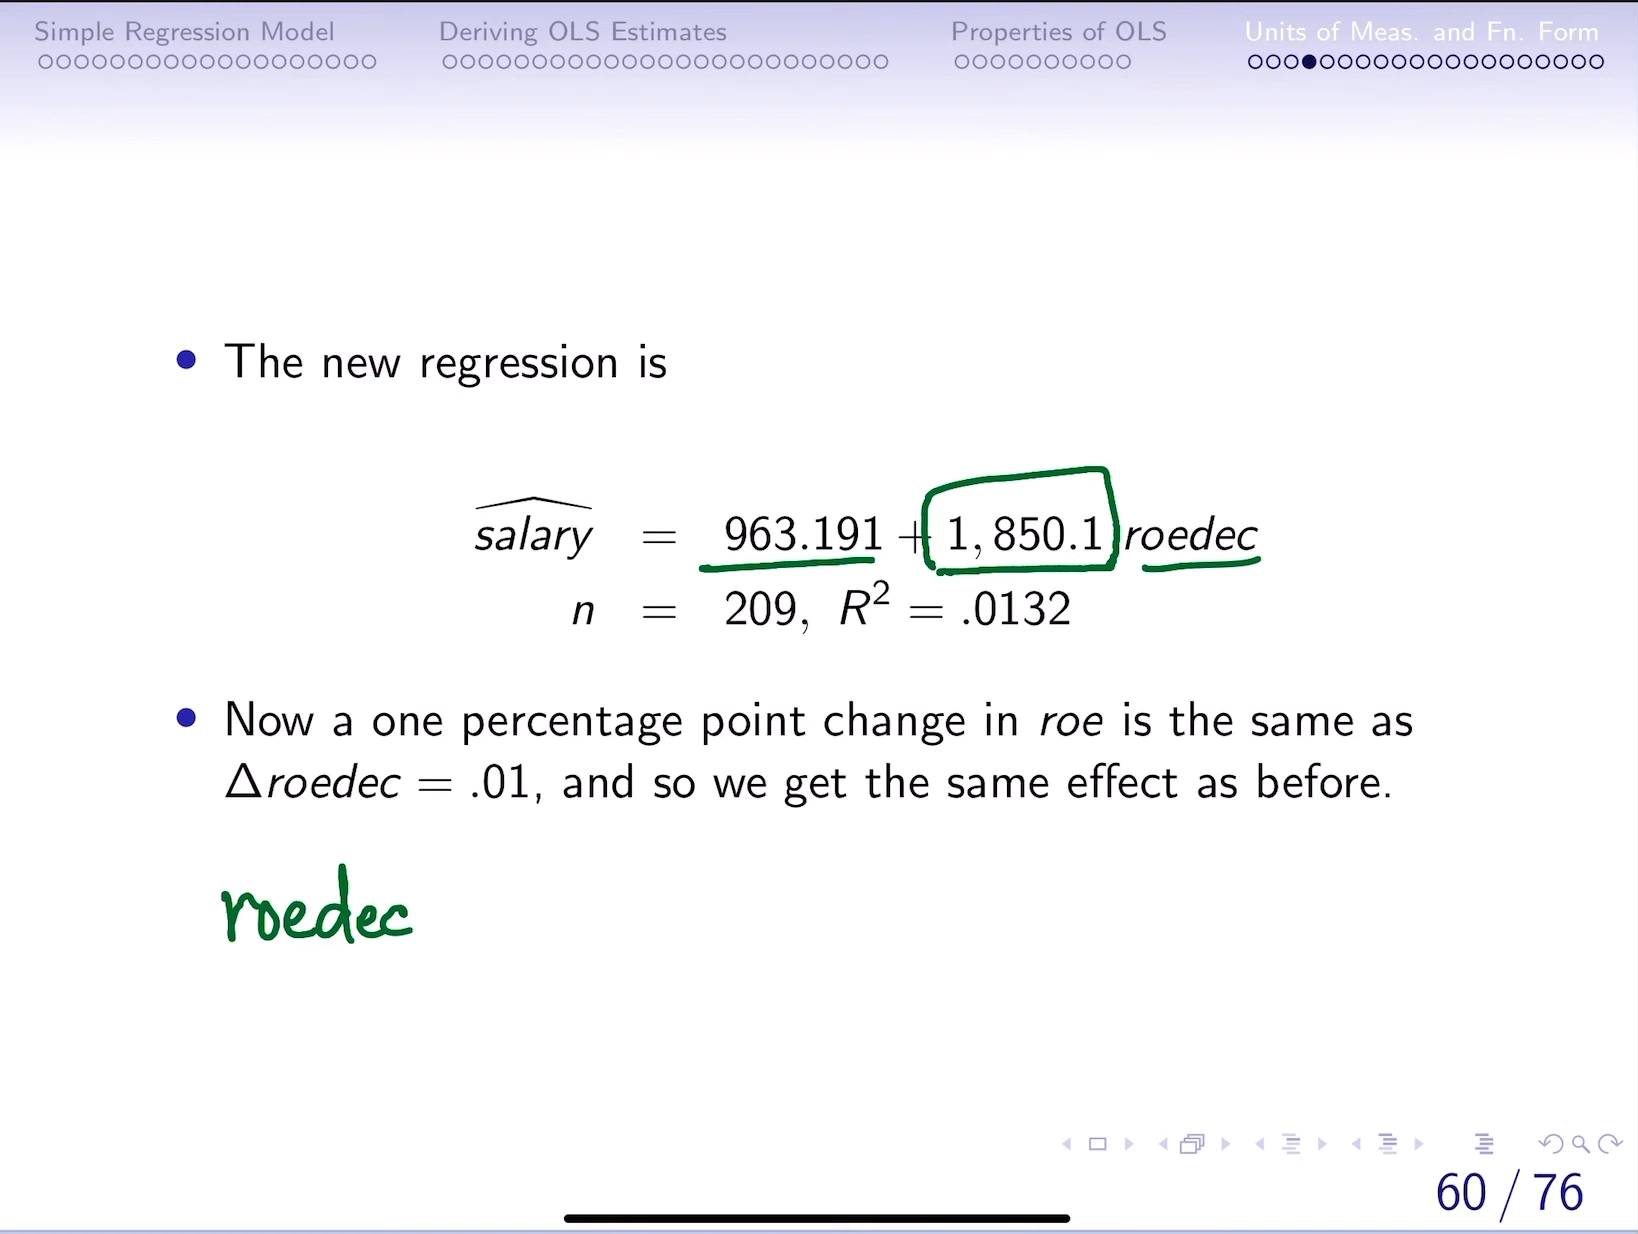 Simple Regression Model Deriving OLS Estimates Properties of OLS Units of Meas. and Fn. Form
• The new regression is
salary = 963.191 + 1,850.1 roedec
n = 209, R² = .0132
• Now a one percentage point change in roe is the same as
Δroedec = .01, and so we get the same effect as before.
roedec
60 / 76